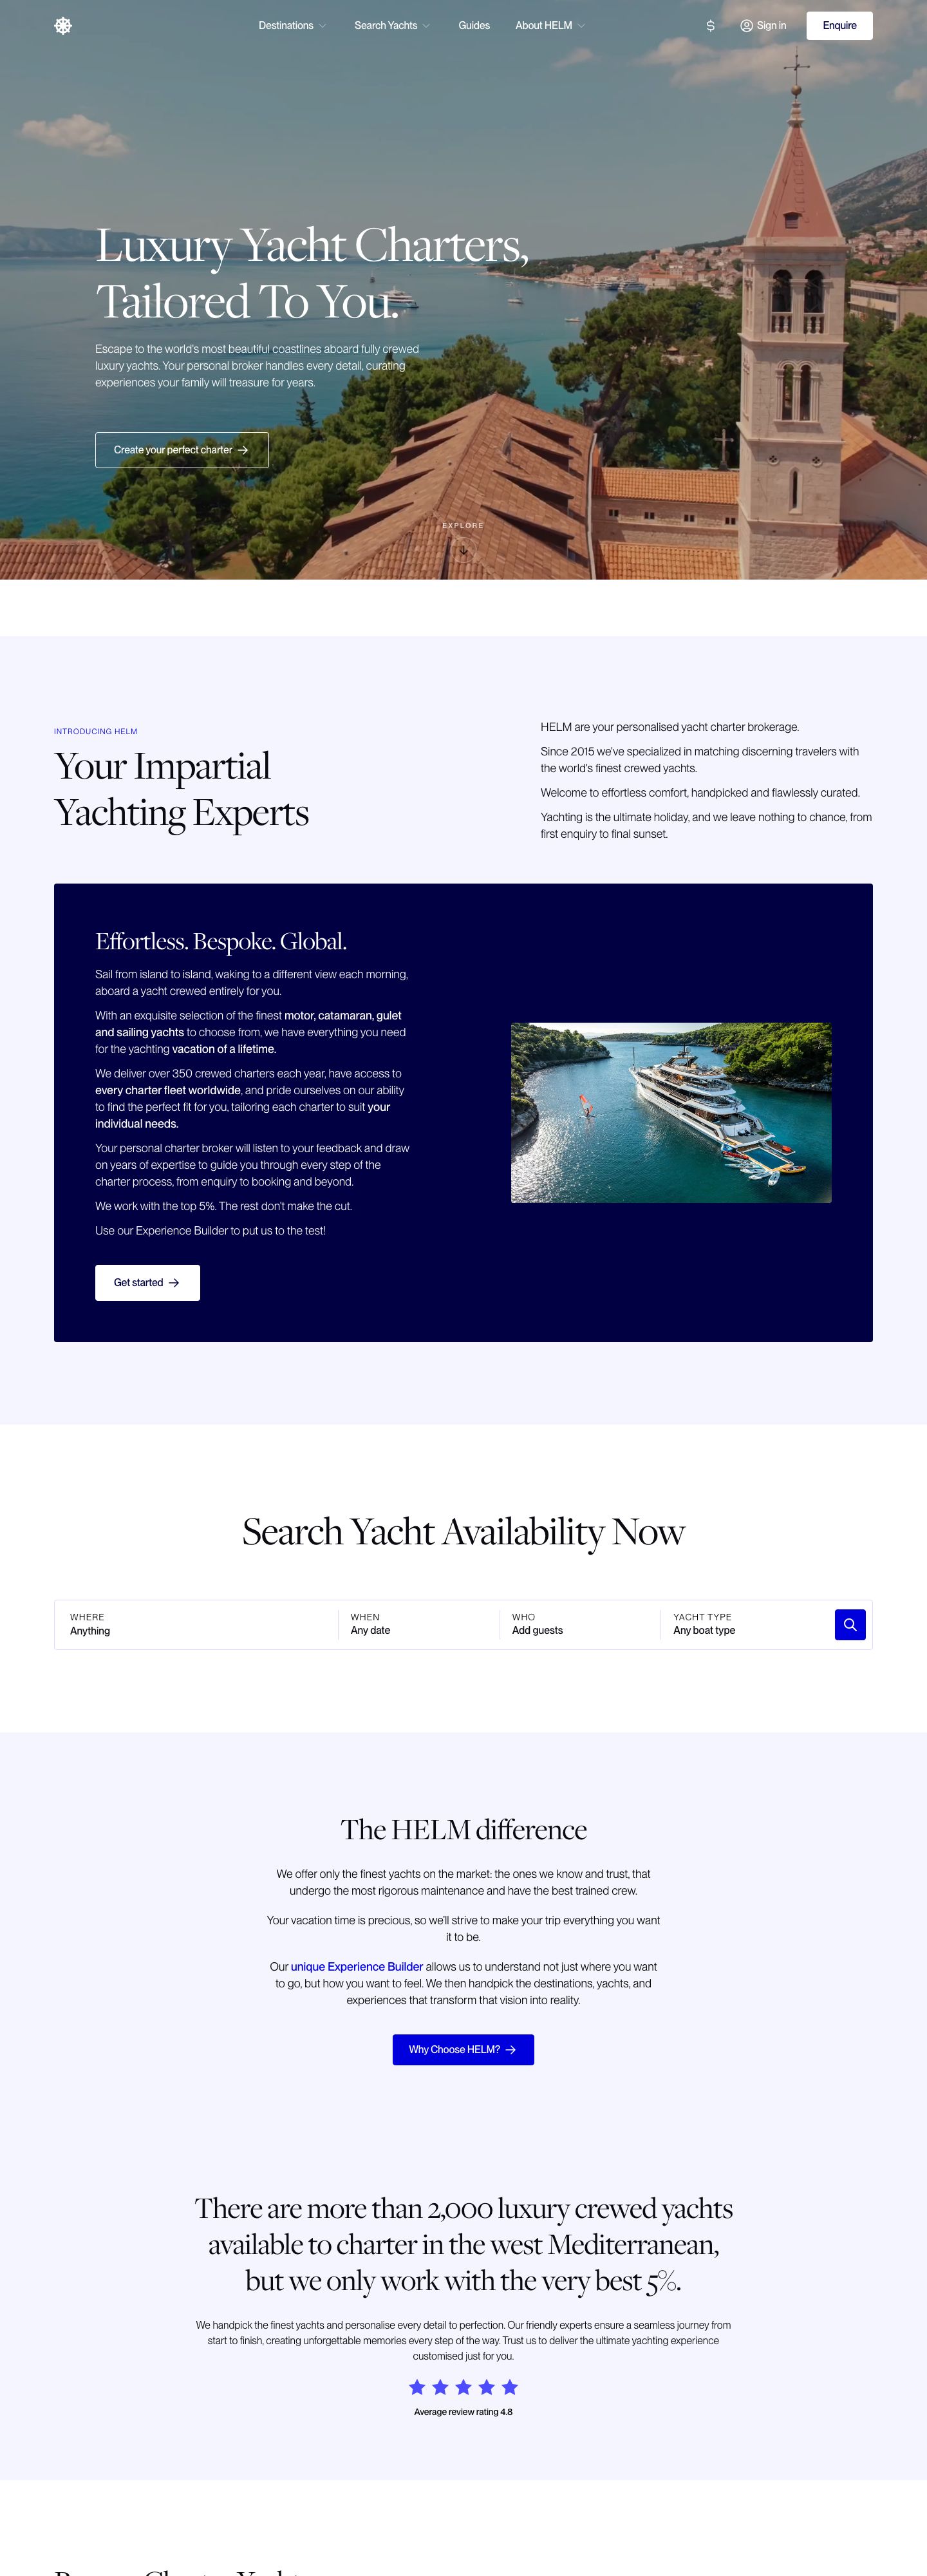 Destinations
Search Yachts
Guides
About HELM
$
Sign in
Enquire
Luxury Yacht Charters,
Tailored To You.
Escape to the world's most beautiful coastlines aboard fully crewed
luxury yachts. Your personal broker handles every detail, curating
experiences your family will treasure for years.
Create your perfect charter
EXPLORE
INTRODUCING HELM
Your Impartial
Yachting Experts
HELM are your personalised yacht charter brokerage.
Since 2015 we've specialized in matching discerning travelers with
the world's finest crewed yachts.
Welcome to effortless comfort, handpicked and flawlessly curated.
Yachting is the ultimate holiday, and we leave nothing to chance, from
first enquiry to final sunset.
Effortless. Bespoke. Global.
Sail from island to island, waking to a different view each morning,
aboard a yacht crewed entirely for you.
With an exquisite selection of the finest motor, catamaran, gulet
and sailing yachts to choose from, we have everything you need
for the yachting vacation of a lifetime.
We deliver over 350 crewed charters each year, have access to
every charter fleet worldwide, and pride ourselves on our ability
to find the perfect fit for you, tailoring each charter to suit your
individual needs.
Your personal charter broker will listen to your feedback and draw
on years of expertise to guide you through every step of the
charter process, from enquiry to booking and beyond.
We work with the top 5%. The rest don't make the cut.
Use our Experience Builder to put us to the test!
Get started
Search Yacht Availability Now
WHERE
Anything
WHEN
Any date
WHO
Add guests
YACHT TYPE
Any boat type
The HELM difference
We offer only the finest yachts on the market: the ones we know and trust, that
undergo the most rigorous maintenance and have the best trained crew.
Your vacation time is precious, so we'll strive to make your trip everything you want
it to be.
Our unique Experience Builder allows us to understand not just where you want
to go, but how you want to feel. We then handpick the destinations, yachts, and
experiences that transform that vision into reality.
Why Choose HELM?
There are more than 2,000 luxury crewed yachts
available to charter in the west Mediterranean,
but we only work with the very best 5%.
We handpick the finest yachts and personalise every detail to perfection. Our friendly experts ensure a seamless journey from
start to finish, creating unforgettable memories every step of the way. Trust us to deliver the ultimate yachting experience
customised just for you.
Average review rating 4.8